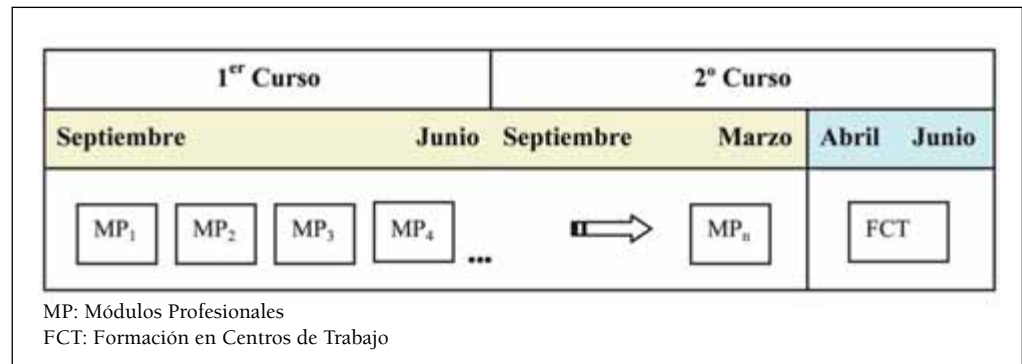 1er Curso 2º Curso
Septiembre Junio Septiembre Marzo Abril Junio
MP1 MP2 MP3 MP4 ... MPn FCT
MP: Módulos Profesionales
FCT: Formación en Centros de Trabajo